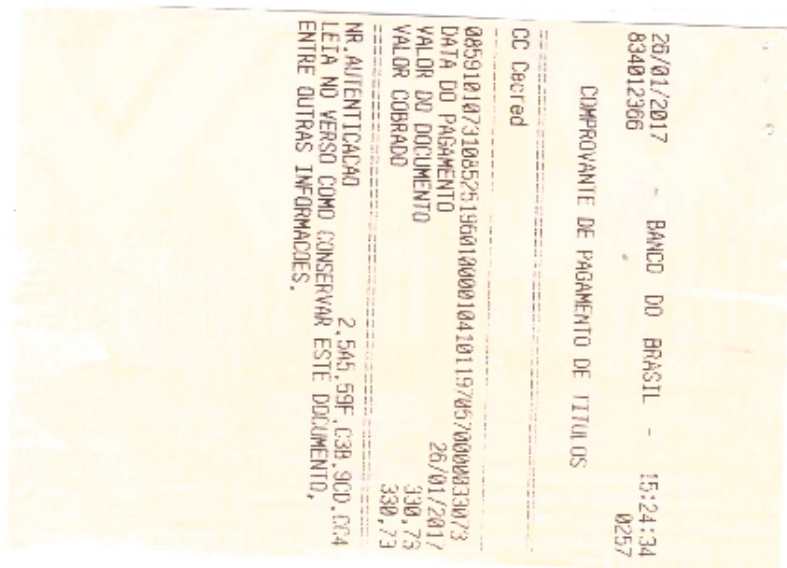 26/01/2017 - BANCO DO BRASIL - 15:24:34
834012366 0257
COMPROVANTE DE PAGAMENTO DE TITULOS
CC Cecred
08591010731085251960100001041011970570000033073
DATA DO PAGAMENTO 26/01/2017
VALOR DO DOCUMENTO 330,73
VALOR COBRADO 330,73
NR.AUTENTICACAO 2.5A5.59F.C3B.9CD.CC4
LEIA NO VERSO COMO CONSERVAR ESTE DOCUMENTO,
ENTRE OUTRAS INFORMACOES.